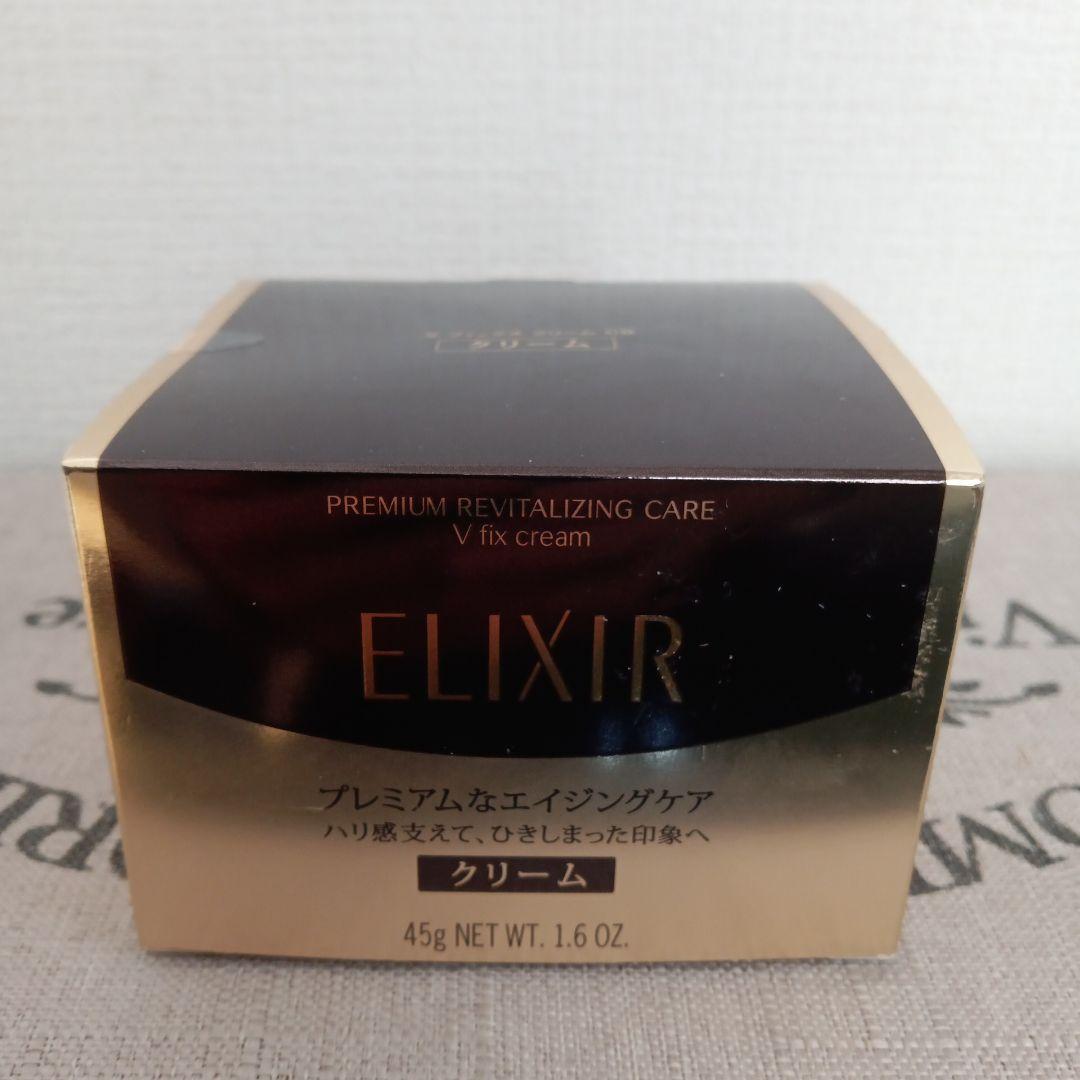 クリーム
PREMIUM REVITALIZING CARE
V fix cream
ELIXIR
プレミアムなエイジングケア
ハリ感支えて、ひきしまった印象へ
クリーム
45g NET WT. 1.6 OZ.